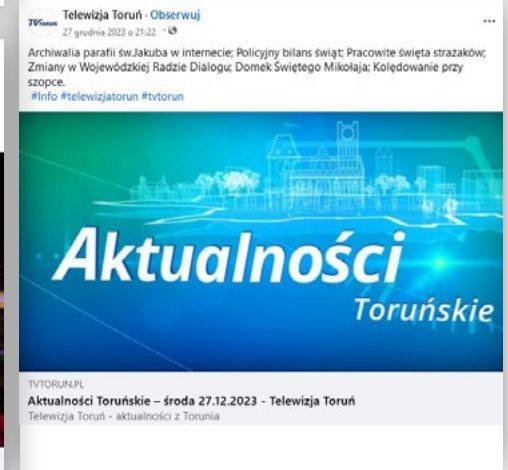 TVToruń
Telewizja Toruń · Obserwuj
27 grudnia 2023 o 21:22 ·
Archiwalia parafii św.Jakuba w internecie; Policyjny bilans świąt; Pracowite święta strażaków;
Zmiany w Wojewódzkiej Radzie Dialogu; Domek Świętego Mikołaja; Kolędowanie przy
szopce.
#Info #telewizjatorun #tvtorun
Aktualności
Toruńskie
TVTORUN.PL
Aktualności Toruńskie – środa 27.12.2023 - Telewizja Toruń
Telewizja Toruń - aktualności z Torunia